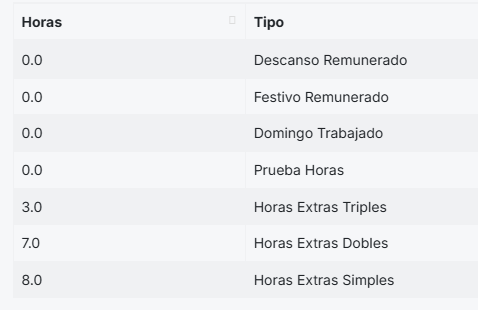 Horas Tipo
0.0 Descanso Remunerado
0.0 Festivo Remunerado
0.0 Domingo Trabajado
0.0 Prueba Horas
3.0 Horas Extras Triples
7.0 Horas Extras Dobles
8.0 Horas Extras Simples